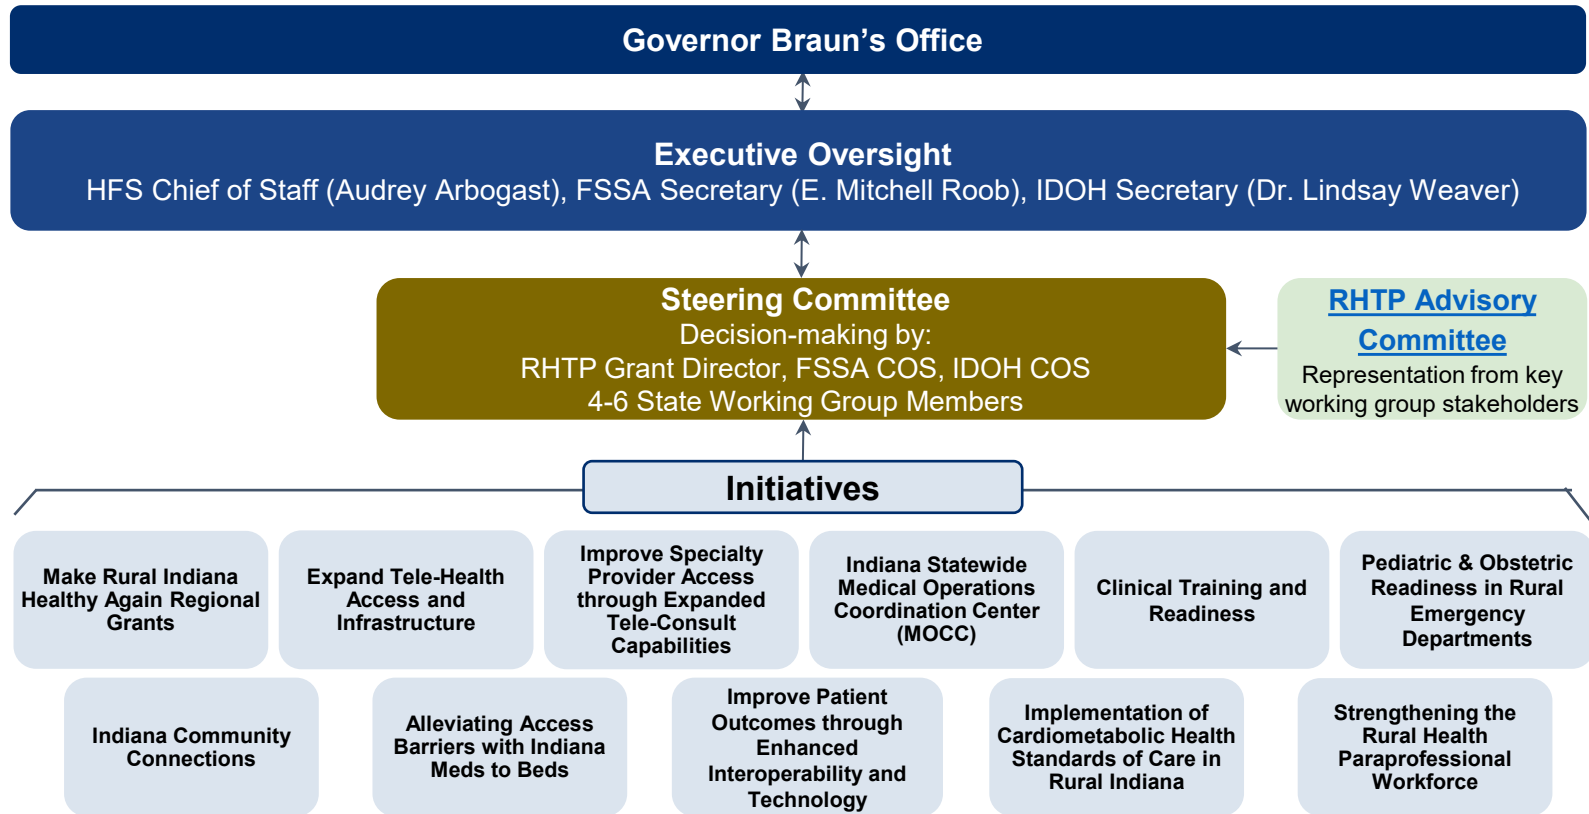 Governor Braun's Office
Executive Oversight
HFS Chief of Staff (Audrey Arbogast), FSSA Secretary (E. Mitchell Roob), IDOH Secretary (Dr. Lindsay Weaver)
Steering Committee
Decision-making by:
RHTP Grant Director, FSSA COS, IDOH COS
4-6 State Working Group Members
RHTP Advisory
Committee
Representation from key
working group stakeholders
Initiatives
Make Rural Indiana
Healthy Again Regional
Grants
Expand Tele-Health
Access and
Infrastructure
Improve Specialty
Provider Access
through Expanded
Tele-Consult
Capabilities
Indiana Statewide
Medical Operations
Coordination Center
(MOCC)
Clinical Training and
Readiness
Pediatric & Obstetric
Readiness in Rural
Emergency
Departments
Indiana Community
Connections
Alleviating Access
Barriers with Indiana
Meds to Beds
Improve Patient
Outcomes through
Enhanced
Interoperability and
Technology
Implementation of
Cardiometabolic Health
Standards of Care in
Rural Indiana
Strengthening the
Rural Health
Paraprofessional
Workforce